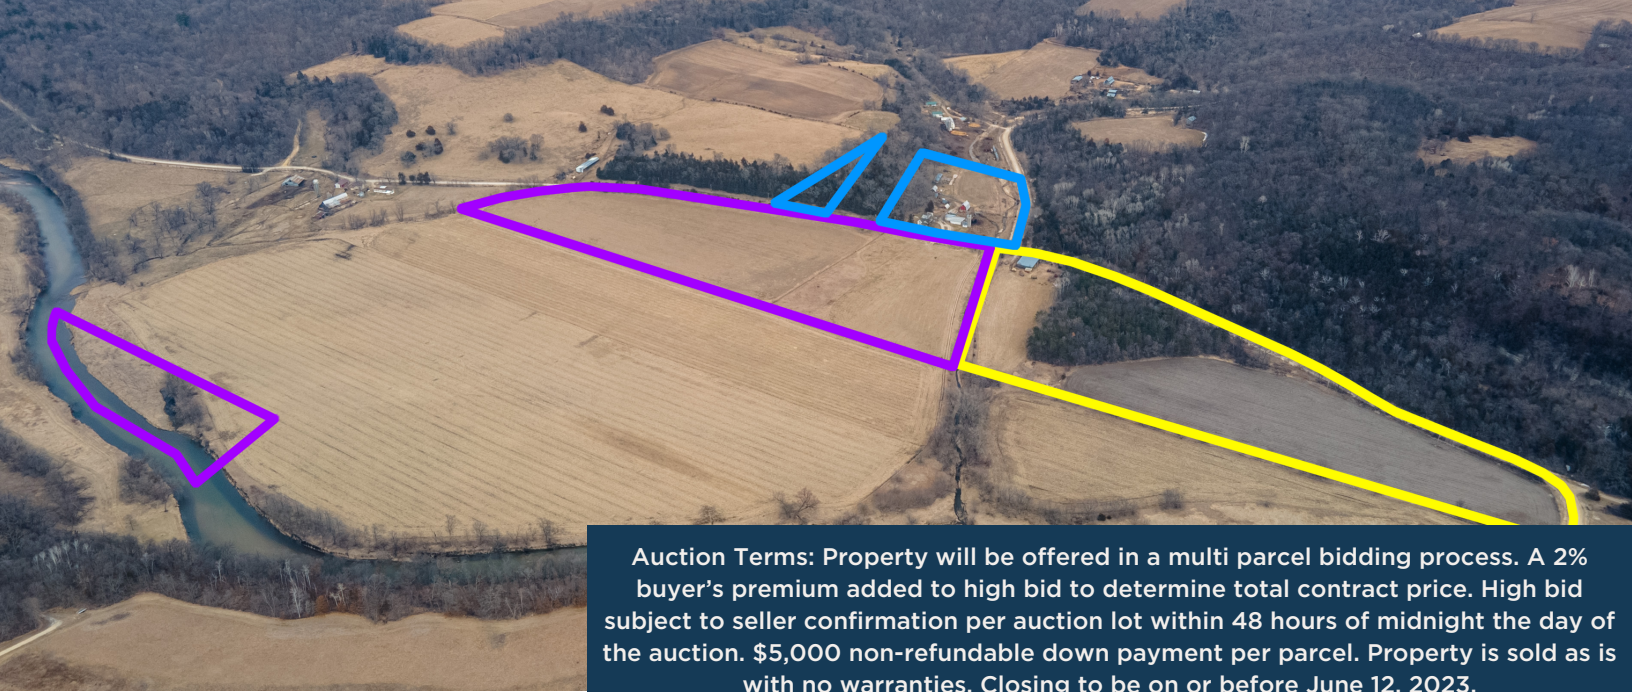 Auction Terms: Property will be offered in a multi parcel bidding process. A 2%
buyer's premium added to high bid to determine total contract price. High bid
subject to seller confirmation per auction lot within 48 hours of midnight the day of
the auction. $5,000 non-refundable down payment per parcel. Property is sold as is
with no warranties. Closing to be on or before June 12, 2023.